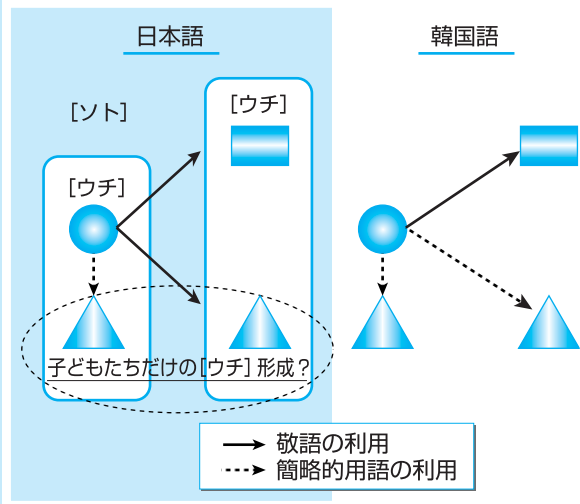 日本語
韓国語
［ソト］
［ウチ］
［ウチ］
子どもたちだけの［ウチ］形成？
敬語の利用
簡略的用語の利用